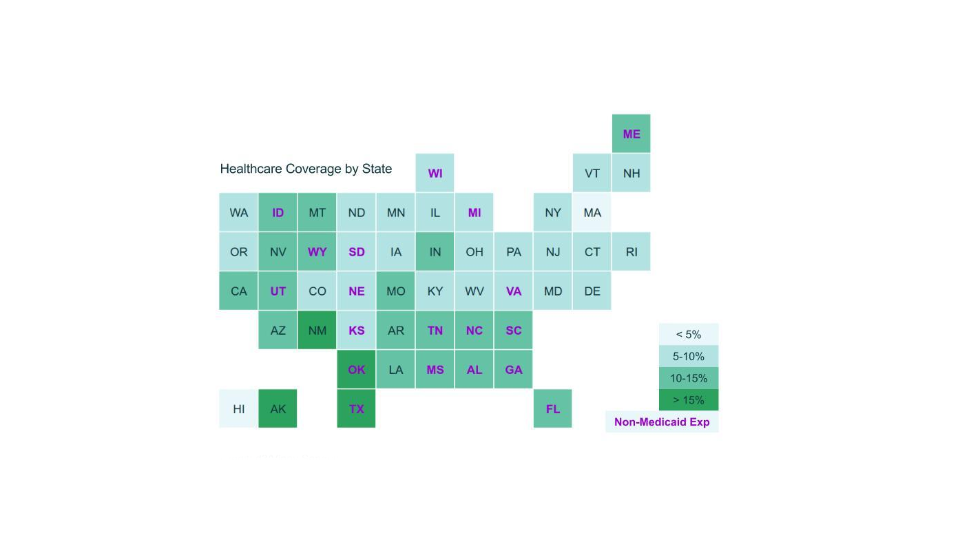 ME
Healthcare Coverage by State
WI
VT
NH
WA
ID
MT
ND
MN
IL
MI
NY
MA
OR
NV
WY
SD
IA
IN
OH
PA
NJ
CT
RI
CA
UT
CO
NE
MO
KY
WV
VA
MD
DE
AZ
NM
KS
AR
TN
NC
SC
OK
LA
MS
AL
GA
HI
AK
TX
FL
< 5%
5-10%
10-15%
> 15%
Non-Medicaid Exp